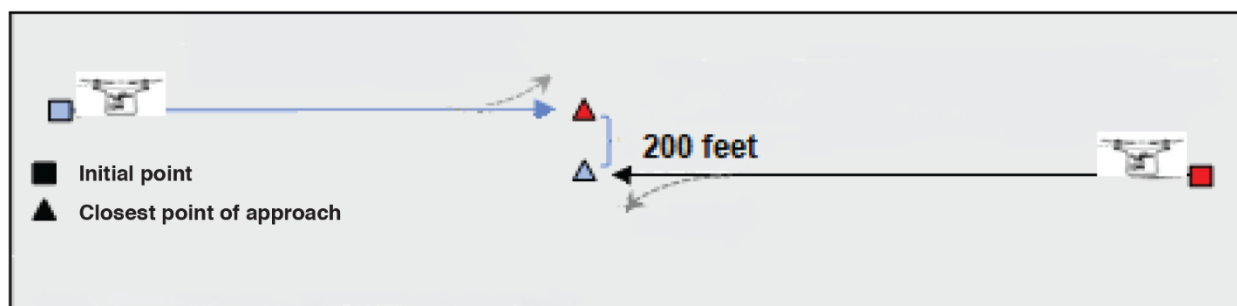 200 feet
Initial point
Closest point of approach